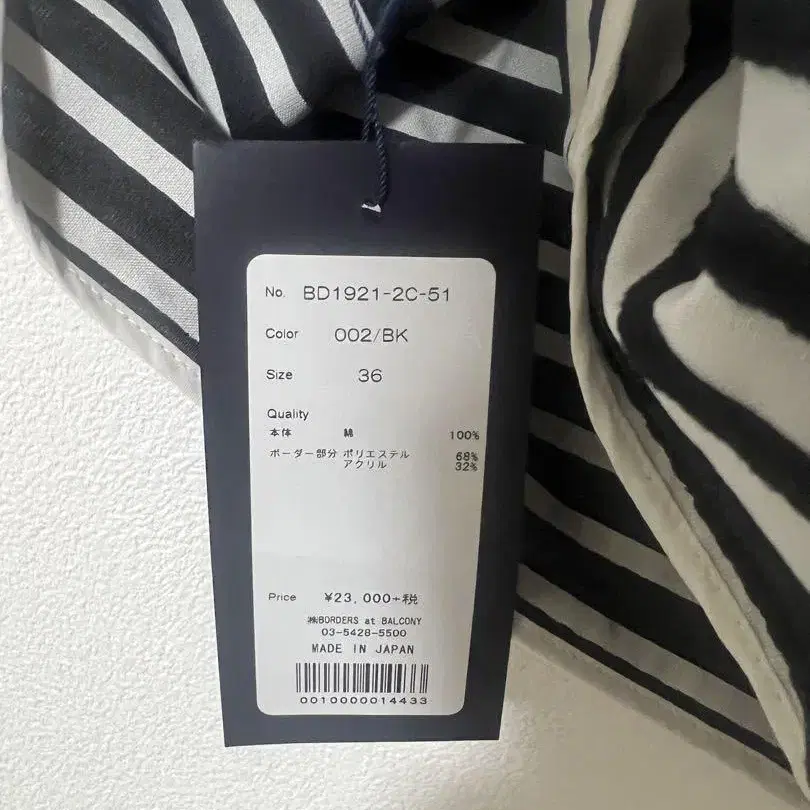 No. BD1921-2C-51
Color 002/BK
Size 36
Quality
本体 綿 100%
ボーダー部分 ポリエステル 68%
アクリル 32%
Price ¥23,000+税
㈱BORDERS at BALCONY
03-5428-5500
MADE IN JAPAN
0010000014433